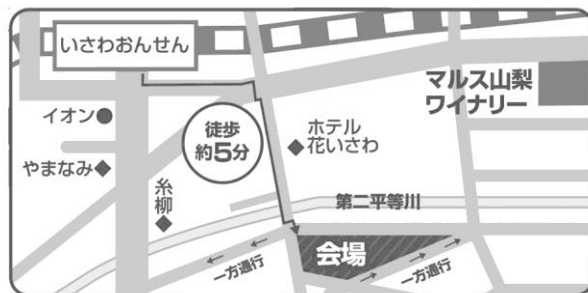 いさわおんせん
マルス山梨
ワイナリー
イオン
徒歩
約5分
ホテル
花いさわ
やまなみ
糸柳
第二平等川
会場
一方通行
一方通行